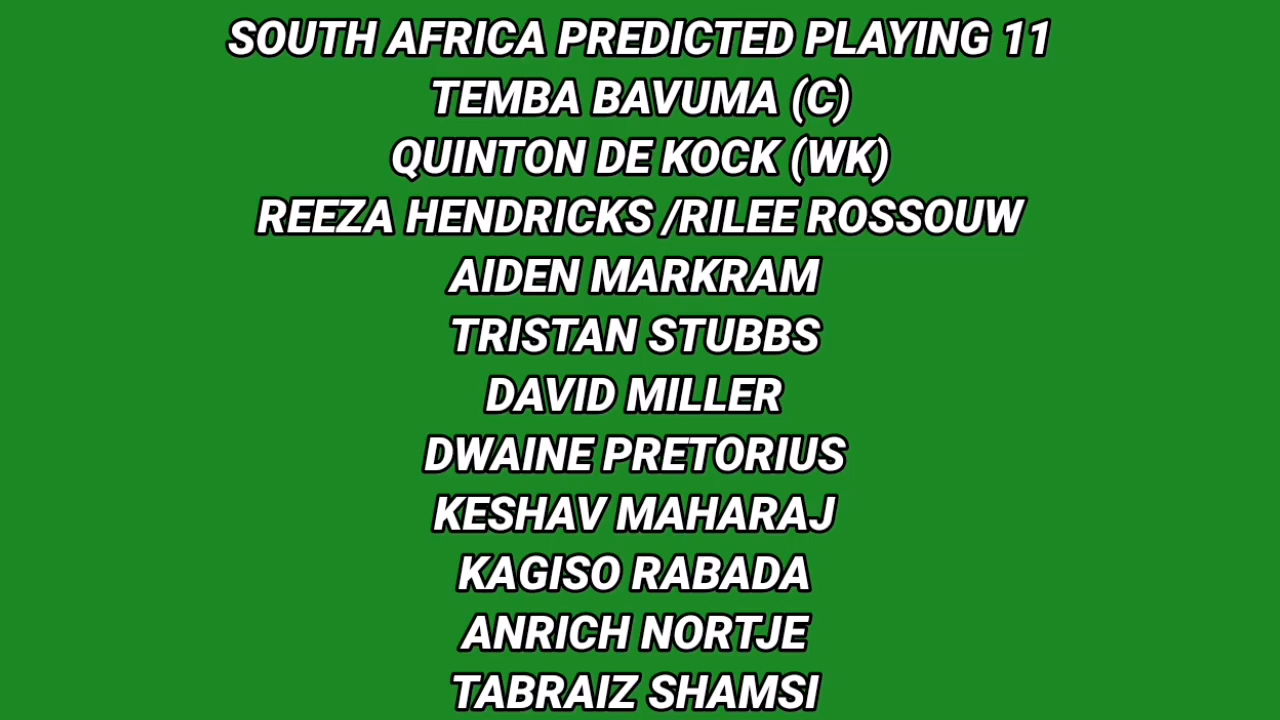 SOUTH AFRICA PREDICTED PLAYING 11
TEMBA BAVUMA (C)
QUINTON DE KOCK (WK)
REEZA HENDRICKS /RILEE ROSSOUW
AIDEN MARKRAM
TRISTAN STUBBS
DAVID MILLER
DWAINE PRETORIUS
KESHAV MAHARAJ
KAGISO RABADA
ANRICH NORTJE
TABRAIZ SHAMSI